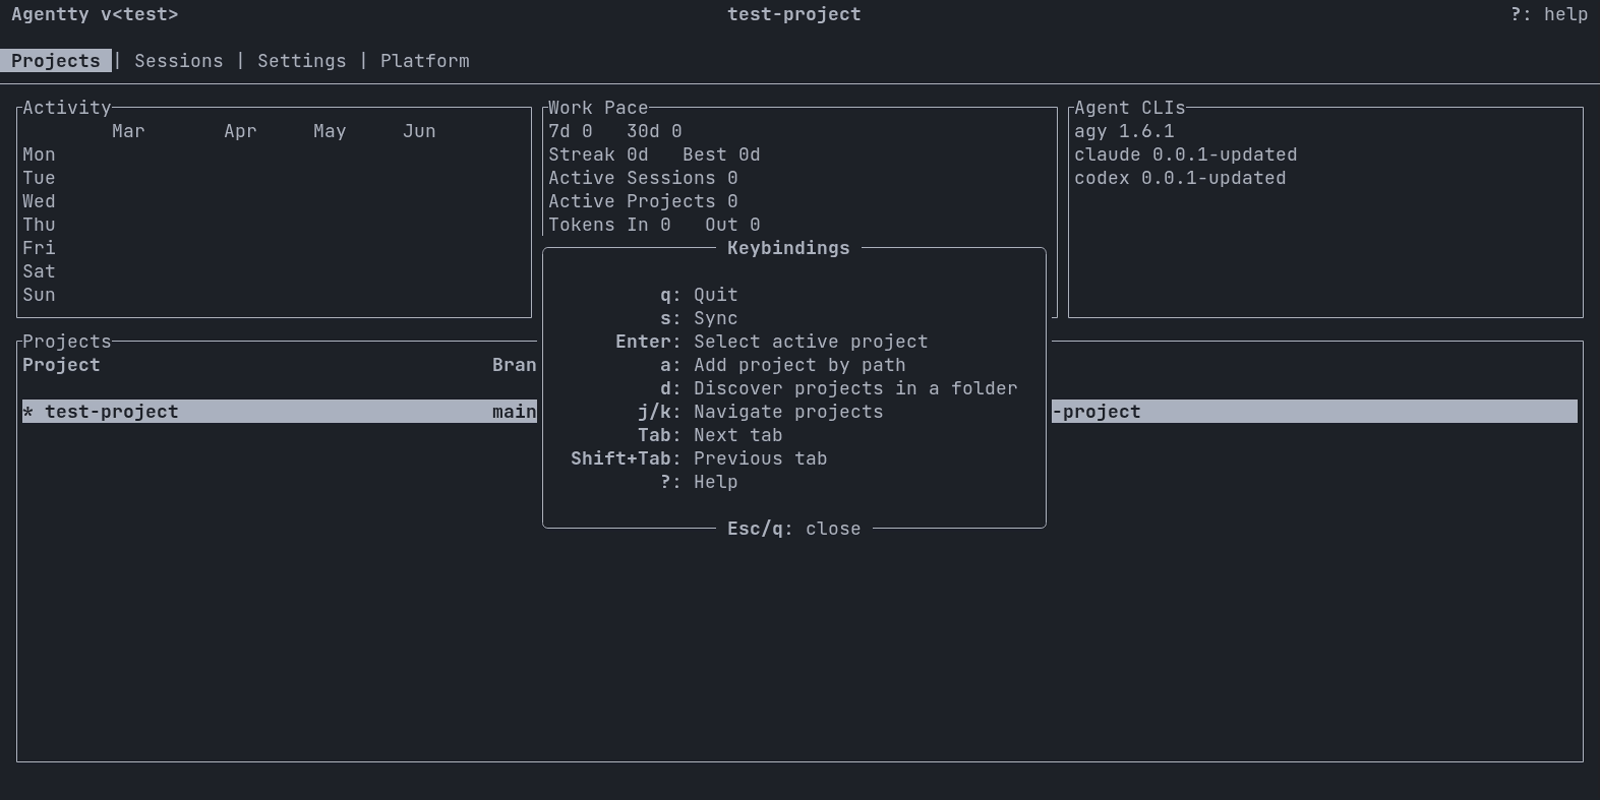 Agentty v<test> test-project ?: help
Projects | Sessions | Settings | Platform
Activity
Mar Apr May Jun
Mon
Tue
Wed
Thu
Fri
Sat
Sun
Work Pace
7d 0 30d 0
Streak 0d Best 0d
Active Sessions 0
Active Projects 0
Tokens In 0 Out 0
Agent CLIs
agy 1.6.1
claude 0.0.1-updated
codex 0.0.1-updated
Projects
Project Bran
* test-project main -project
Keybindings
q: Quit
s: Sync
Enter: Select active project
a: Add project by path
d: Discover projects in a folder
j/k: Navigate projects
Tab: Next tab
Shift+Tab: Previous tab
?: Help
Esc/q: close